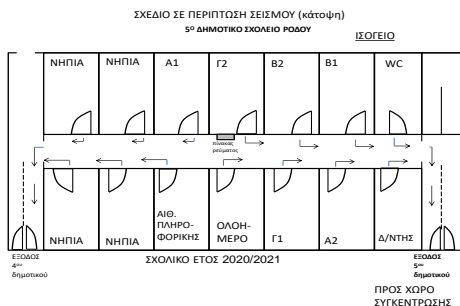 ΣΧΕΔΙΟ ΣΕ ΠΕΡΙΠΤΩΣΗ ΣΕΙΣΜΟΥ (κάτοψη)
5Ο ΔΗΜΟΤΙΚΟ ΣΧΟΛΕΙΟ ΡΟΔΟΥ
ΙΣΟΓΕΙΟ
ΝΗΠΙΑ ΝΗΠΙΑ Α1 Γ2 Β2 Β1 WC
πίνακας
ρεύματος
ΝΗΠΙΑ ΝΗΠΙΑ ΑΙΘ.
ΠΛΗΡΟ-
ΦΟΡΙΚΗΣ ΟΛΟΗ-
ΜΕΡΟ Γ1 Α2 Δ/ΝΤΗΣ
ΕΞΟΔΟΣ
4ου
δημοτικού
ΣΧΟΛΙΚΟ ΕΤΟΣ 2020/2021
ΕΞΟΔΟΣ
5ου
δημοτικού
ΠΡΟΣ ΧΩΡΟ
ΣΥΓΚΕΝΤΡΩΣΗΣ